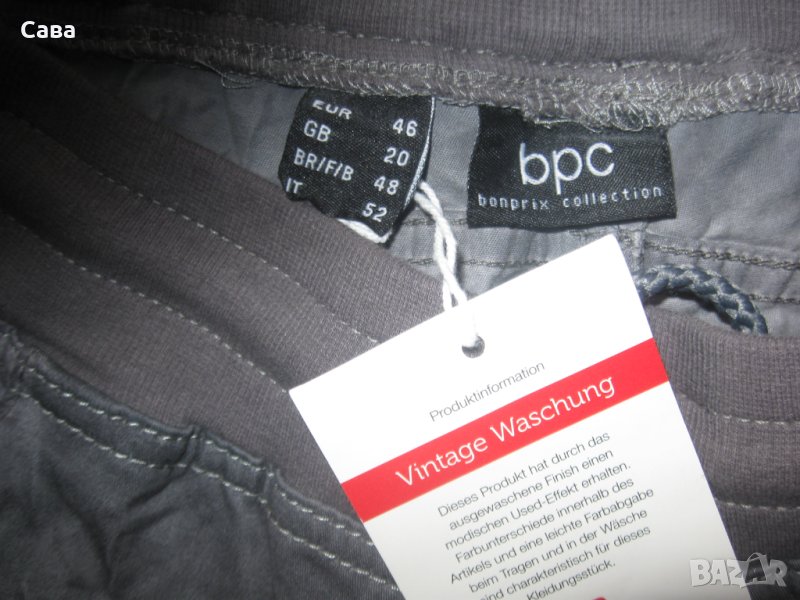 Сава
EUR 46
GB 20
BR/F/B 48
IT 52
bpc
bonprix collection
Produktinformation
Vintage Waschung
Dieses Produkt hat durch das
ausgewaschene Finish einen
modischen Used-Effekt erhalten.
Farbunterschiede innerhalb des
Artikels und eine leichte Farbabgabe
beim Tragen und in der Wäsche
sind charakteristisch für dieses
Kleidungsstück.
BAZAR